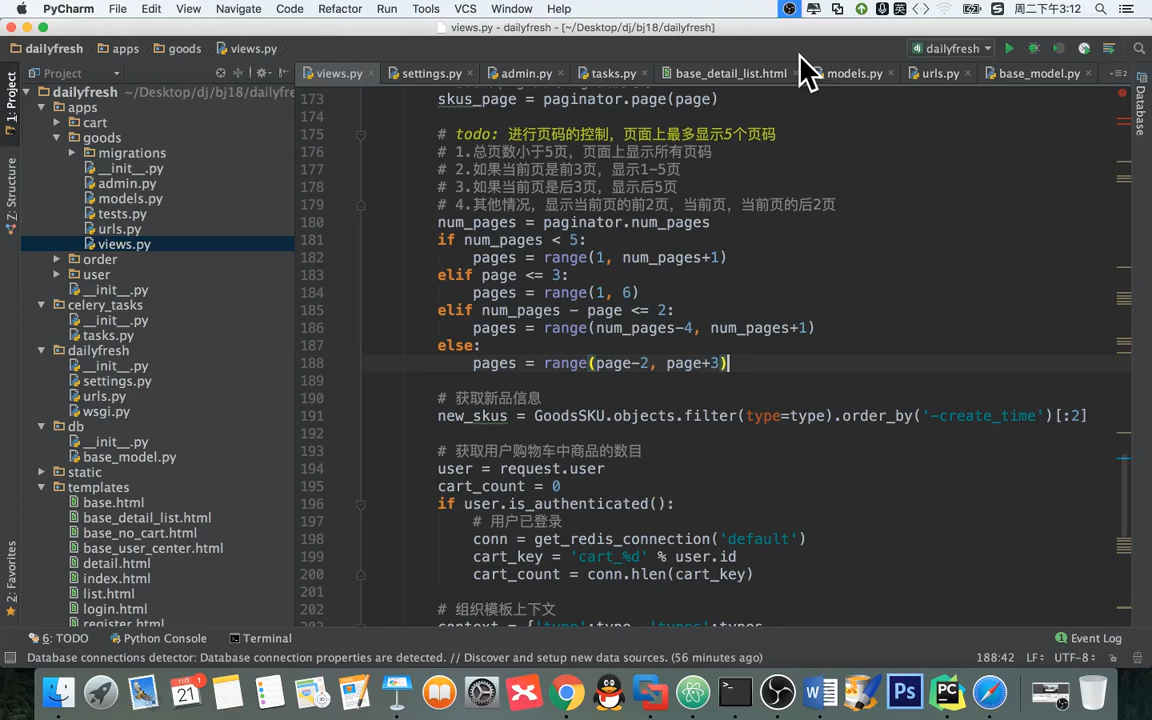 PyCharm File Edit View Navigate Code Refactor Run Tools VCS Window Help 英 周二下午3:12
views.py - dailyfresh - [~/Desktop/dj/bj18/dailyfresh]
dailyfresh apps goods views.py dailyfresh
Project views.py settings.py admin.py tasks.py base_detail_list.html models.py urls.py base_model.py
1: Project
Z: Structure
2: Favorites
Database
dailyfresh ~/Desktop/dj/bj18/dailyfre
apps
cart
goods
migrations
__init__.py
admin.py
models.py
tests.py
urls.py
views.py
order
user
__init__.py
celery_tasks
__init__.py
tasks.py
dailyfresh
__init__.py
settings.py
urls.py
wsgi.py
db
__init__.py
base_model.py
static
templates
base.html
base_detail_list.html
base_no_cart.html
base_user_center.html
detail.html
index.html
list.html
login.html
register.html
173 skus_page = paginator.page(page)
174
175 # todo: 进行页码的控制，页面上最多显示5个页码
176 # 1.总页数小于5页，页面上显示所有页码
177 # 2.如果当前页是前3页，显示1-5页
178 # 3.如果当前页是后3页，显示后5页
179 # 4.其他情况，显示当前页的前2页，当前页，当前页的后2页
180 num_pages = paginator.num_pages
181 if num_pages < 5:
182 pages = range(1, num_pages+1)
183 elif page <= 3:
184 pages = range(1, 6)
185 elif num_pages - page <= 2:
186 pages = range(num_pages-4, num_pages+1)
187 else:
188 pages = range(page-2, page+3)
189
190 # 获取新品信息
191 new_skus = GoodsSKU.objects.filter(type=type).order_by('-create_time')[:2]
192
193 # 获取用户购物车中商品的数目
194 user = request.user
195 cart_count = 0
196 if user.is_authenticated():
197 # 用户已登录
198 conn = get_redis_connection('default')
199 cart_key = 'cart_%d' % user.id
200 cart_count = conn.hlen(cart_key)
201
202 # 组织模板上下文
203 context = {'type':type, 'types':types,
6: TODO Python Console Terminal 1 Event Log
Database connections detector: Database connection properties are detected. // Discover and setup new data sources. (56 minutes ago) 188:42 LF UTF-8
21 1 W Ps PC